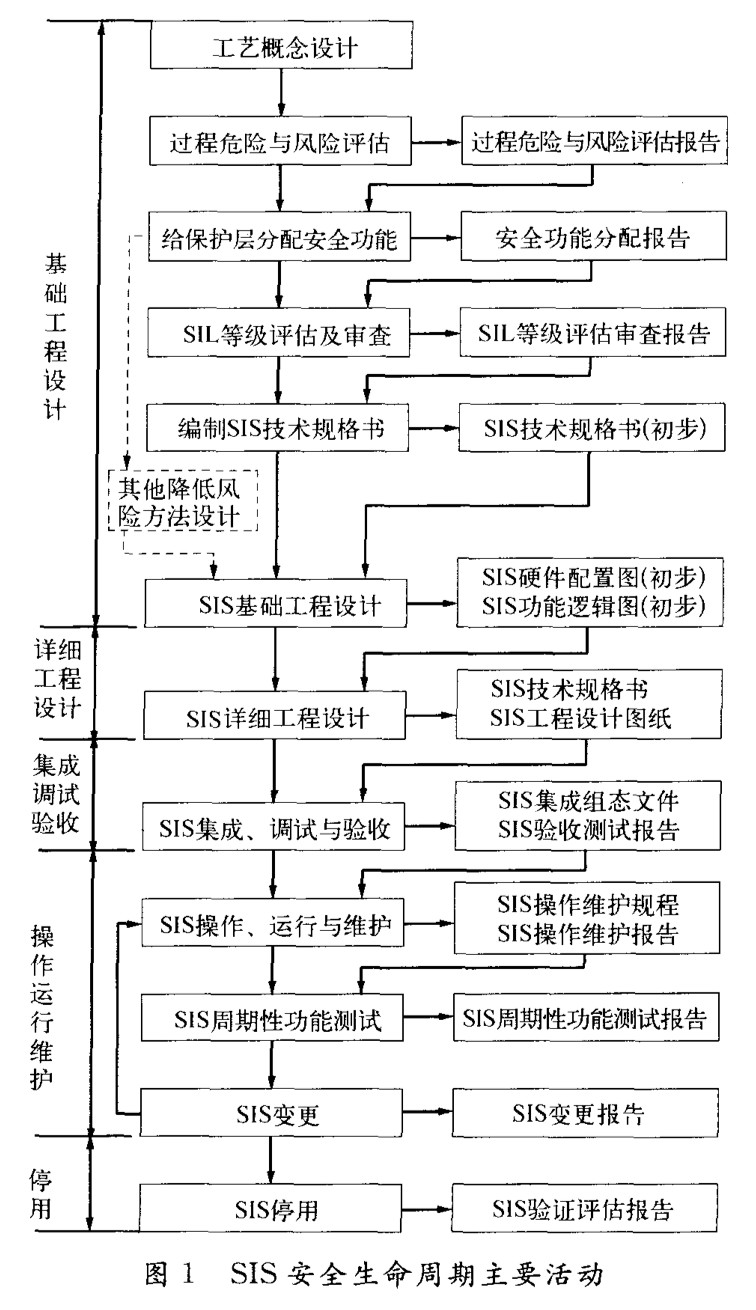 工艺概念设计
过程危险与风险评估
过程危险与风险评估报告
给保护层分配安全功能
安全功能分配报告
基础工程设计
SIL等级评估及审查
SIL等级评估审查报告
编制SIS技术规格书
SIS技术规格书(初步)
其他降低风
险方法设计
SIS基础工程设计
SIS硬件配置图(初步)
SIS功能逻辑图(初步)
详细
工程
设计
SIS详细工程设计
SIS技术规格书
SIS工程设计图纸
集成
调试
验收
SIS集成、调试与验收
SIS集成组态文件
SIS验收测试报告
操作运行维护
SIS操作、运行与维护
SIS操作维护规程
SIS操作维护报告
SIS周期性功能测试
SIS周期性功能测试报告
SIS变更
SIS变更报告
停用
SIS停用
SIS验证评估报告
图 1 SIS 安全生命周期主要活动